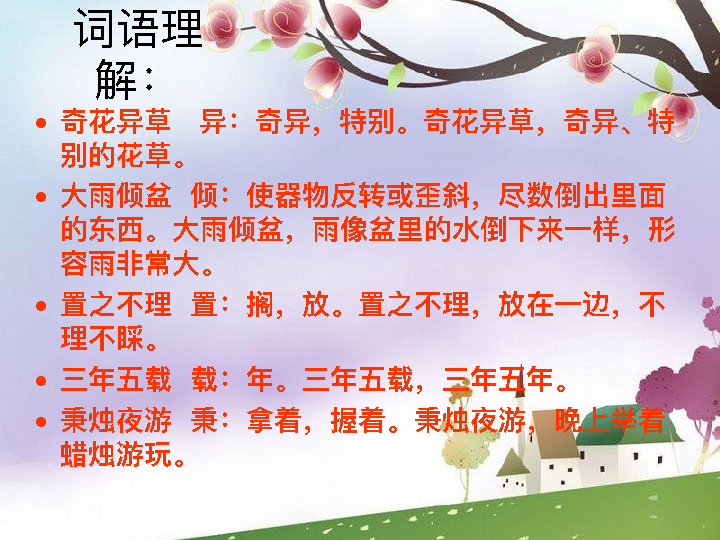 词语理
解：
• 奇花异草 异：奇异，特别。奇花异草，奇异、特
别的花草。
• 大雨倾盆 倾：使器物反转或歪斜，尽数倒出里面
的东西。大雨倾盆，雨像盆里的水倒下来一样，形
容雨非常大。
• 置之不理 置：搁，放。置之不理，放在一边，不
理不睬。
• 三年五载 载：年。三年五载，三年五年。
• 秉烛夜游 秉：拿着，握着。秉烛夜游，晚上举着
蜡烛游玩。